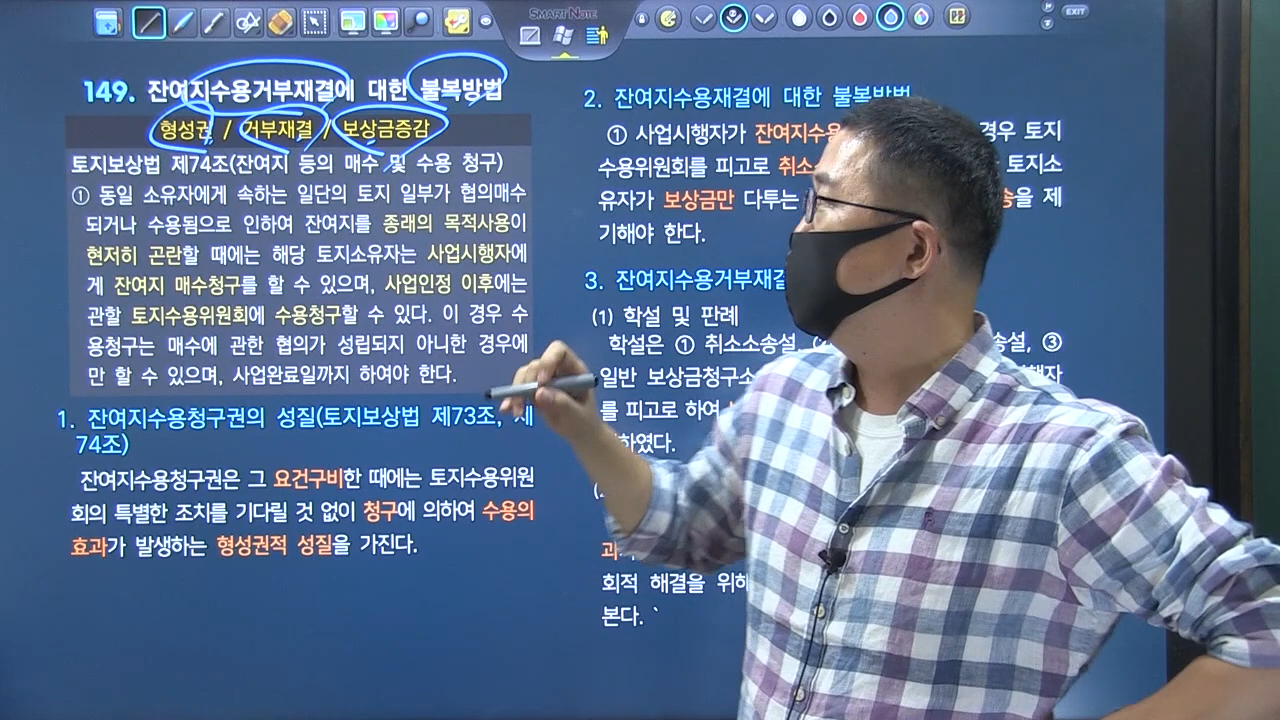 SMART NOTE
EXIT
149. 잔여지수용거부재결에 대한 불복방법
형성권 / 거부재결 / 보상금증감
토지보상법 제74조(잔여지 등의 매수 및 수용 청구)
① 동일 소유자에게 속하는 일단의 토지 일부가 협의매수
되거나 수용됨으로 인하여 잔여지를 종래의 목적사용이
현저히 곤란할 때에는 해당 토지소유자는 사업시행자에
게 잔여지 매수청구를 할 수 있으며, 사업인정 이후에는
관할 토지수용위원회에 수용청구할 수 있다. 이 경우 수
용청구는 매수에 관한 협의가 성립되지 아니한 경우에
만 할 수 있으며, 사업완료일까지 하여야 한다.
1. 잔여지수용청구권의 성질(토지보상법 제73조, 제
74조)
잔여지수용청구권은 그 요건구비한 때에는 토지수용위원
회의 특별한 조치를 기다릴 것 없이 청구에 의하여 수용의
효과가 발생하는 형성권적 성질을 가진다.
2. 잔여지수용재결에 대한 불복방법
① 사업시행자가 잔여지수용 경우 토지
수용위원회를 피고로 취소 토지소
유자가 보상금만 다투는 을 제
기해야 한다.
3. 잔여지수용거부재결
(1) 학설 및 판례
학설은 ① 취소소송설, 송설, ③
일반 보상금청구소 행자
를 피고로 하여
하였다.
과
회적 해결을 위해
본다.